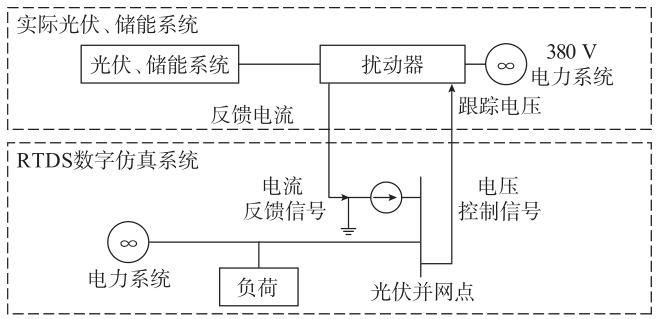 实际光伏、储能系统
光伏、储能系统
扰动器
∞
380 V
电力系统
反馈电流
跟踪电压
RTDS数字仿真系统
电流
反馈信号
电压
控制信号
∞
电力系统
负荷
光伏并网点